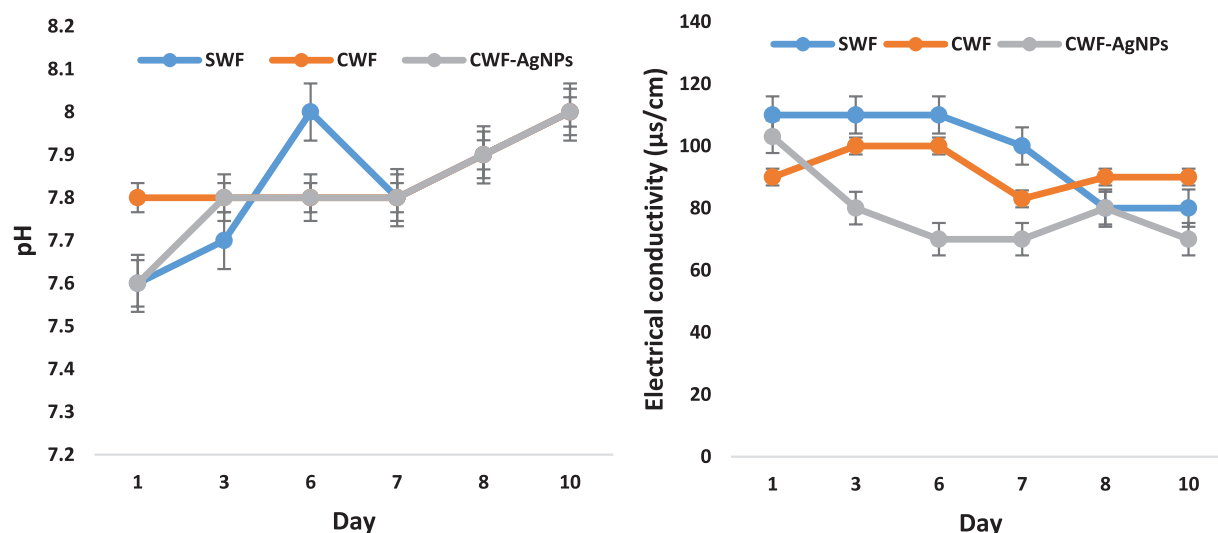 8.2
8.1
8
7.9
7.8
7.7
7.6
7.5
7.4
7.3
7.2
pH
SWF CWF CWF-AgNPs
1 3 6 7 8 10
Day
140
120
100
80
60
40
20
0
Electrical conductivity (µs/cm)
SWF CWF CWF-AgNPs
1 3 6 7 8 10
Day